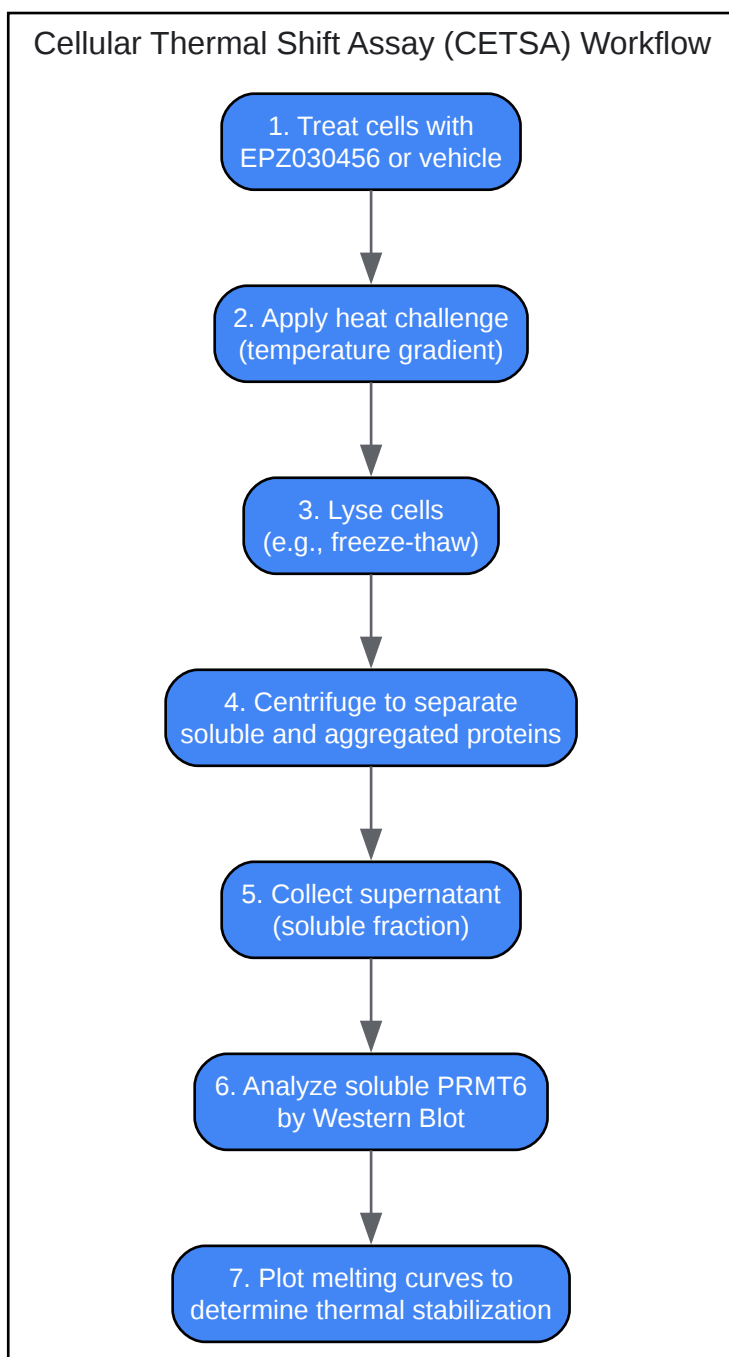 Cellular Thermal Shift Assay (CETSA) Workflow
1. Treat cells with
EPZ030456 or vehicle
2. Apply heat challenge
(temperature gradient)
3. Lyse cells
(e.g., freeze-thaw)
4. Centrifuge to separate
soluble and aggregated proteins
5. Collect supernatant
(soluble fraction)
6. Analyze soluble PRMT6
by Western Blot
7. Plot melting curves to
determine thermal stabilization